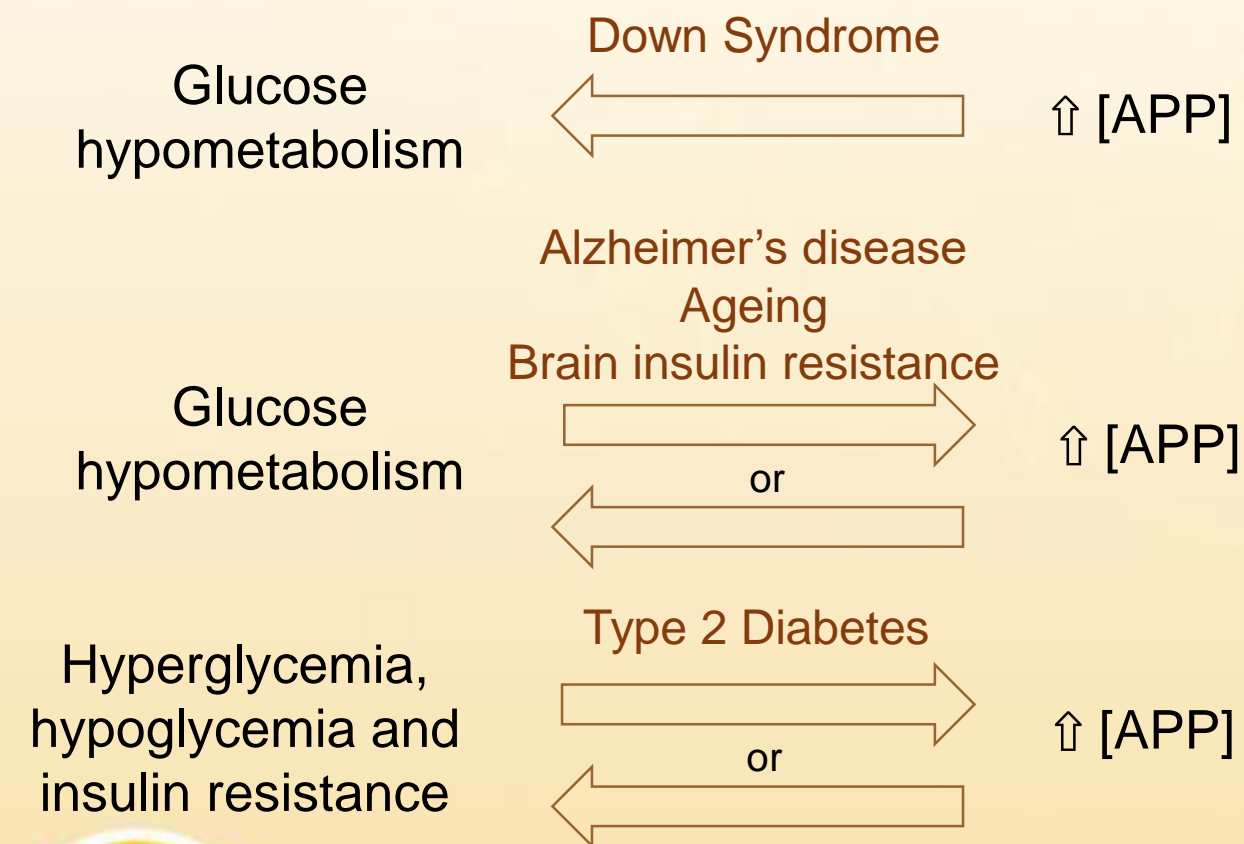 Down Syndrome
Glucose
hypometabolism
⇧ [APP]
Alzheimer’s disease
Ageing
Brain insulin resistance
Glucose
hypometabolism
or
⇧ [APP]
Type 2 Diabetes
Hyperglycemia,
hypoglycemia and
insulin resistance
or
⇧ [APP]